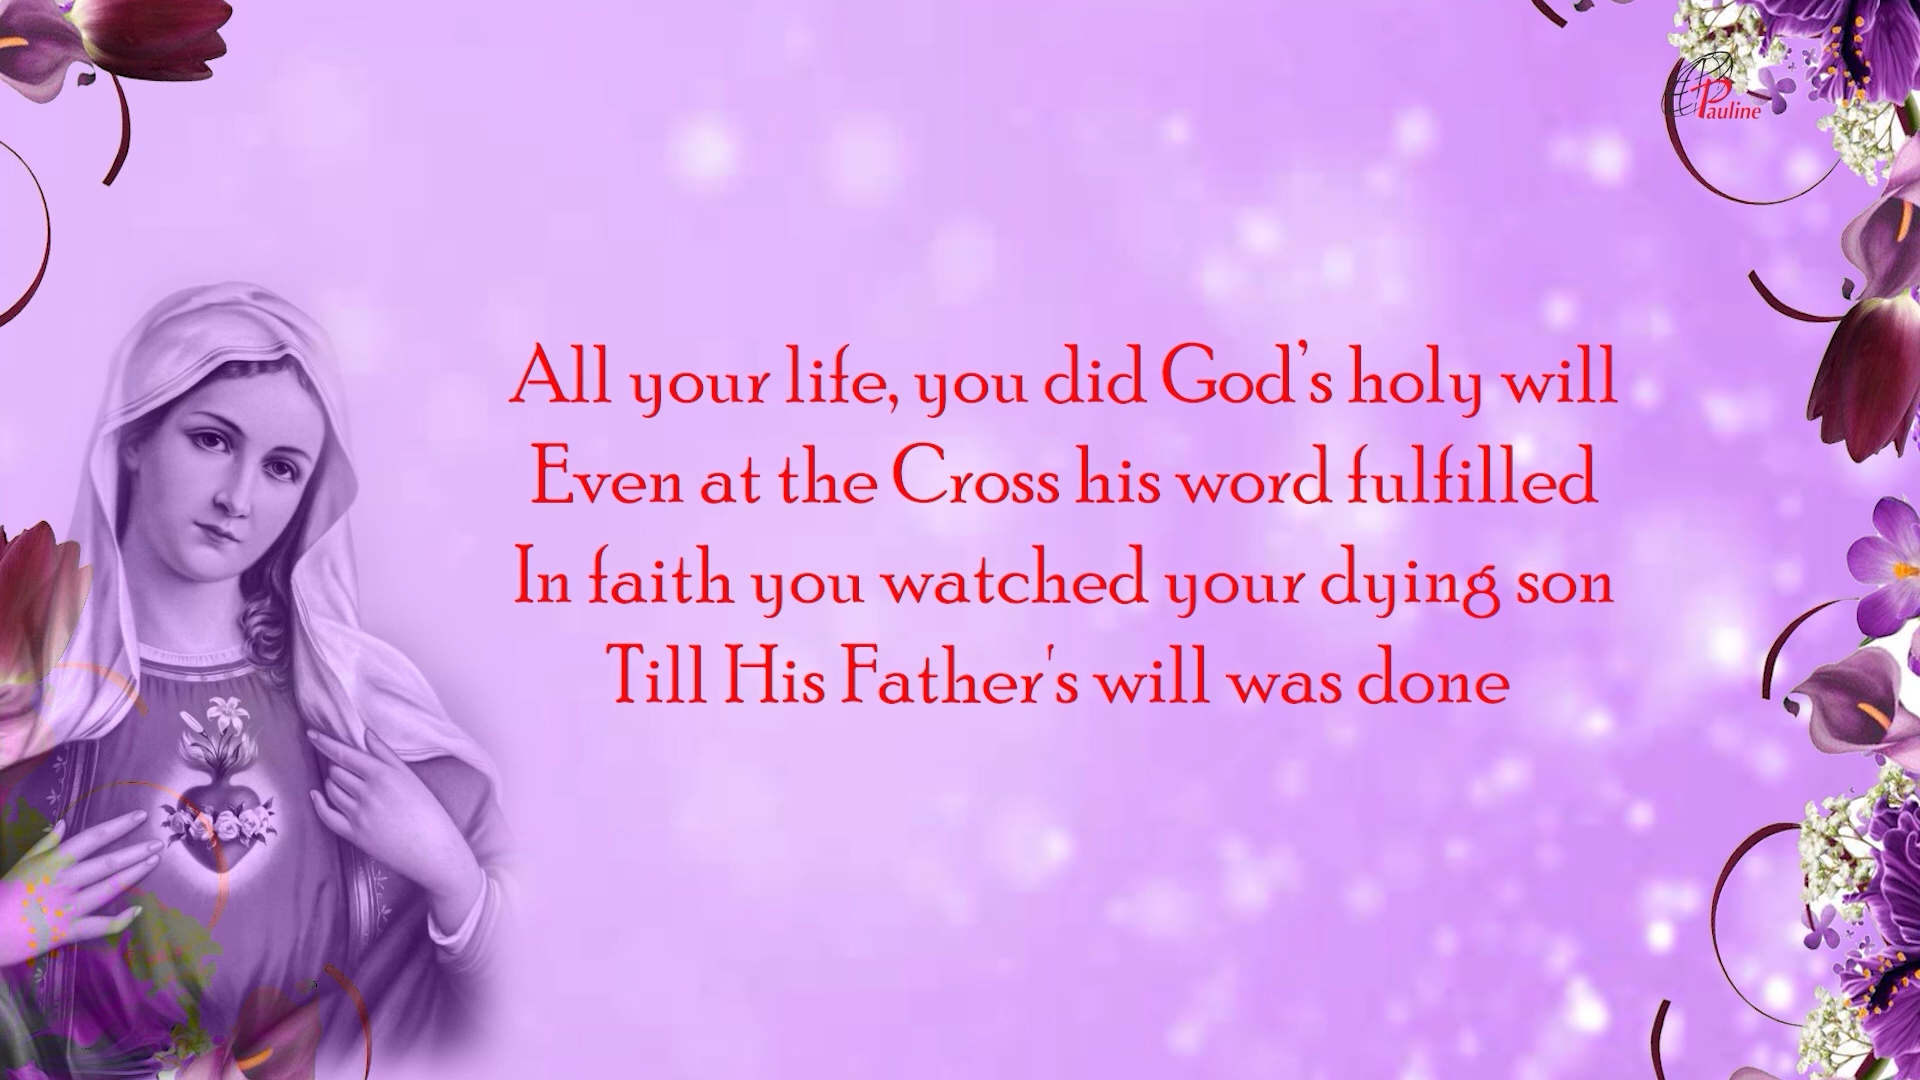 Pauline
All your life, you did God’s holy will
Even at the Cross his word fulfilled
In faith you watched your dying son
Till His Father's will was done